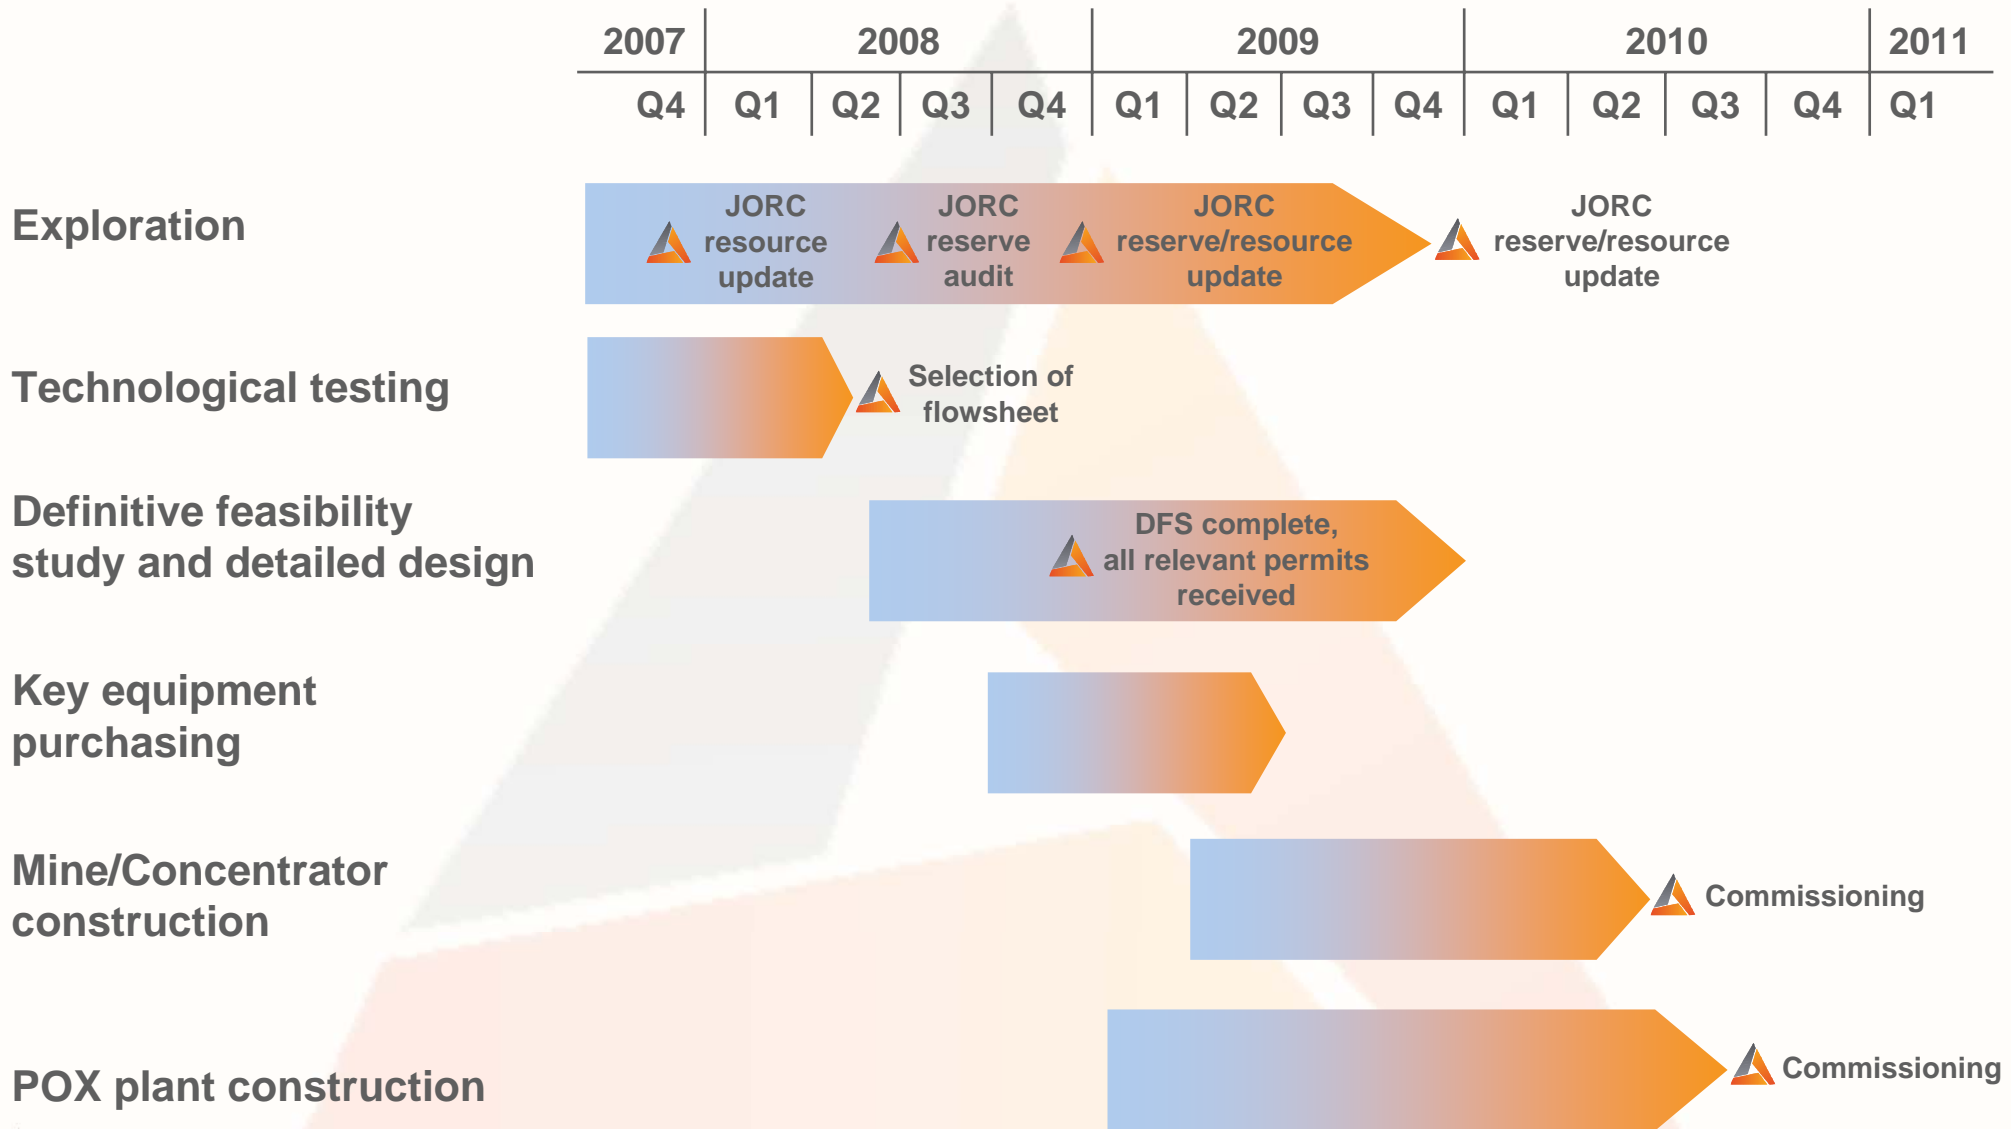 2007 2008 2009 2010 2011
Q4 Q1 Q2 Q3 Q4 Q1 Q2 Q3 Q4 Q1 Q2 Q3 Q4 Q1
Exploration
JORC
resource
update
JORC
reserve
audit
JORC
reserve/resource
update
JORC
reserve/resource
update
Technological testing
Selection of
flowsheet
Definitive feasibility
study and detailed design
DFS complete,
all relevant permits
received
Key equipment
purchasing
Mine/Concentrator
construction
Commissioning
POX plant construction
Commissioning